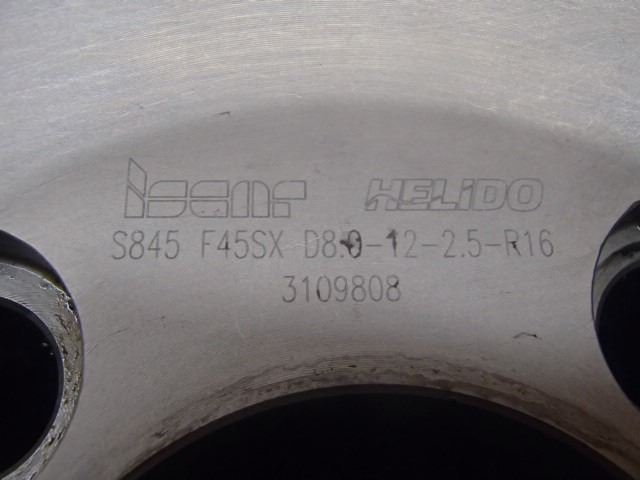 Iscar HELiDO
S845 F45SX D8.0-12-2.5-R16
3109808